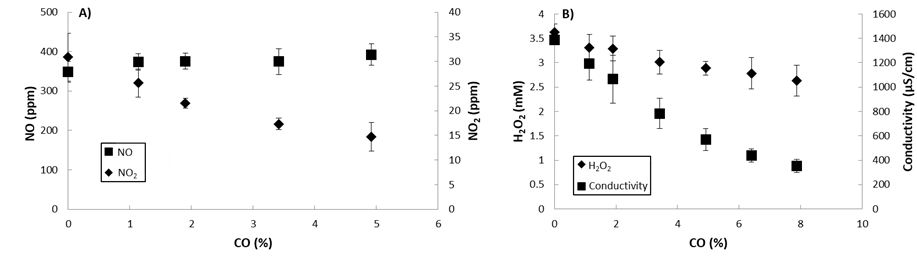 A)
500
400
300
200
100
0
NO (ppm)
40
35
30
25
20
15
10
5
0
NO₂ (ppm)
NO
NO₂
0 1 2 3 4 5 6
CO (%)
B)
4
3.5
3
2.5
2
1.5
1
0.5
0
H₂O₂ (mM)
1600
1400
1200
1000
800
600
400
200
0
Conductivity (µS/cm)
H₂O₂
Conductivity
0 2 4 6 8 10
CO (%)